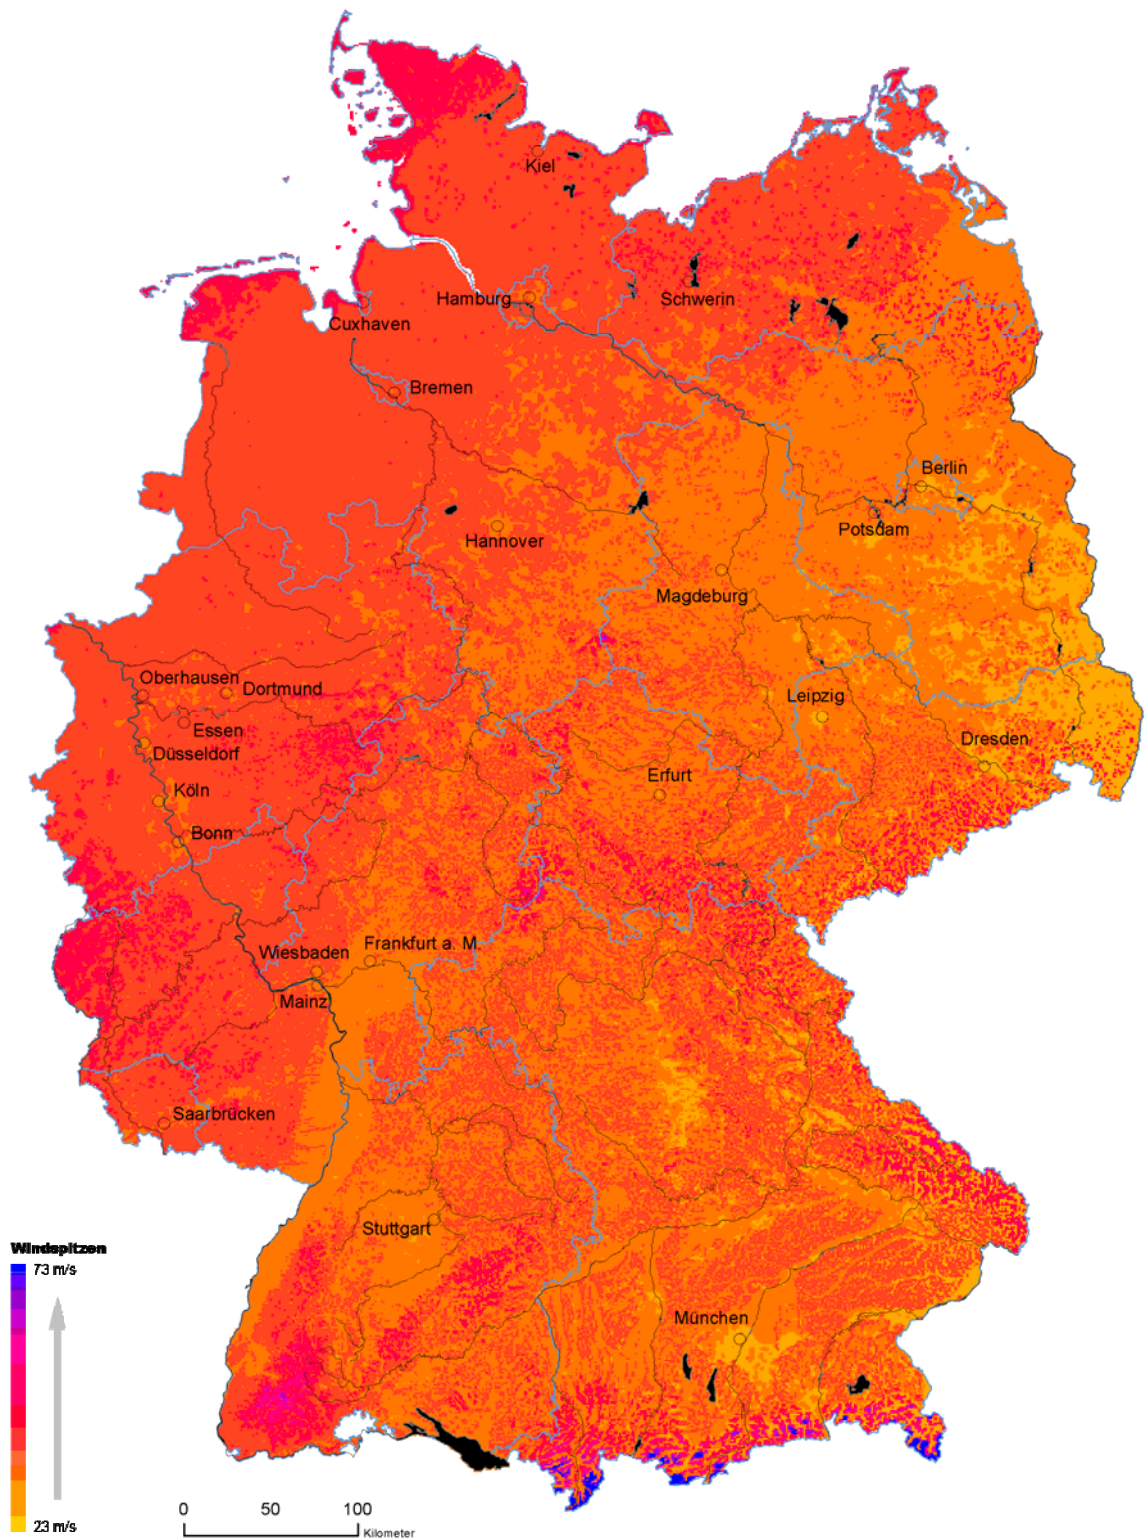 Kiel
Hamburg
Schwerin
Cuxhaven
Bremen
Berlin
Potsdam
Hannover
Magdeburg
Oberhausen
Dortmund
Essen
Düsseldorf
Leipzig
Dresden
Köln
Erfurt
Bonn
Wiesbaden
Frankfurt a. M.
Mainz
Saarbrücken
Stuttgart
München
Windspitzen
73 m/s
23 m/s
0 50 100
Kilometer